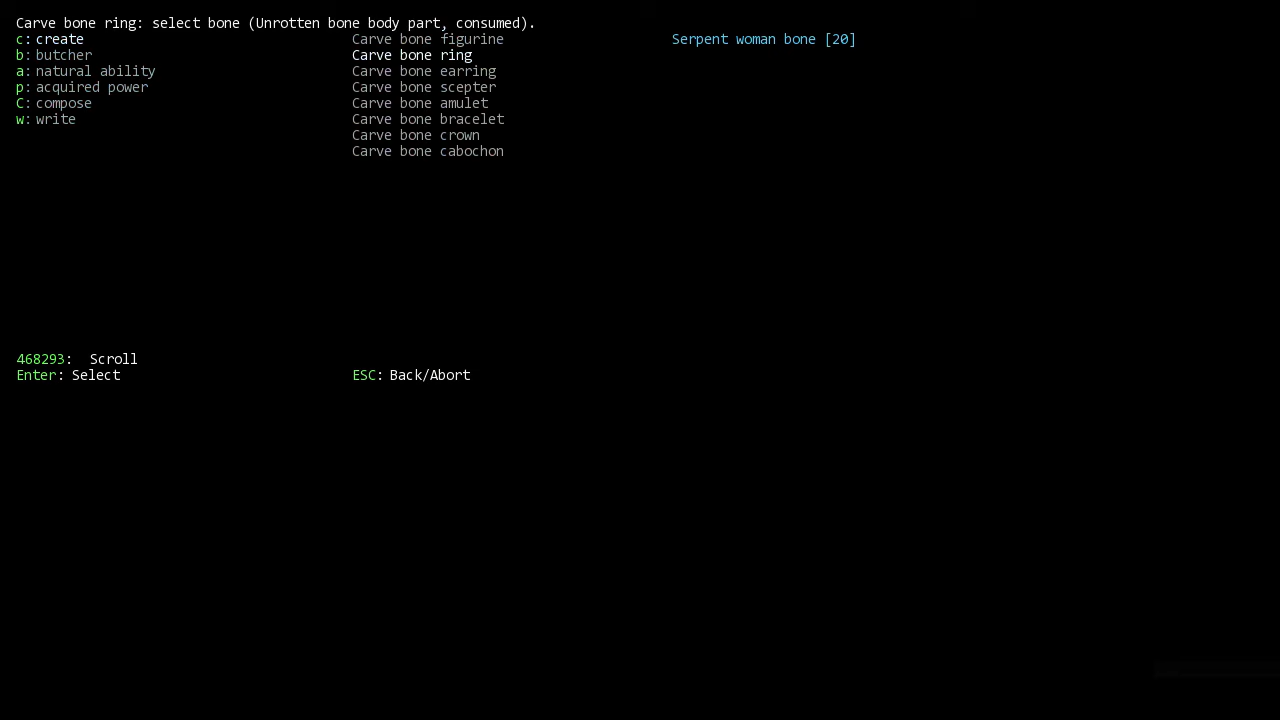 Carve bone ring: select bone (Unrotten bone body part, consumed).
c: create Carve bone figurine Serpent woman bone [20]
b: butcher Carve bone ring
a: natural ability Carve bone earring
p: acquired power Carve bone scepter
C: compose Carve bone amulet
w: write Carve bone bracelet
Carve bone crown
Carve bone cabochon
468293: Scroll
Enter: Select ESC: Back/Abort